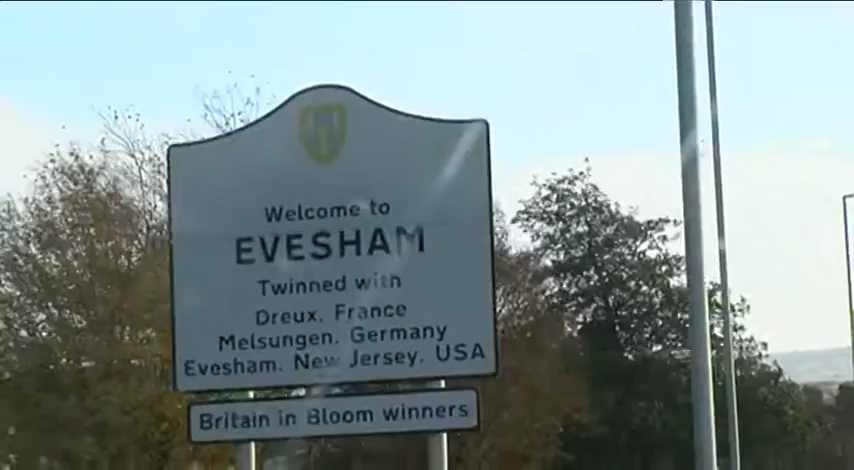 Welcome to
EVESHAM
Twinned with
Dreux. France
Melsungen. Germany
Evesham. New Jersey. USA
Britain in Bloom winners